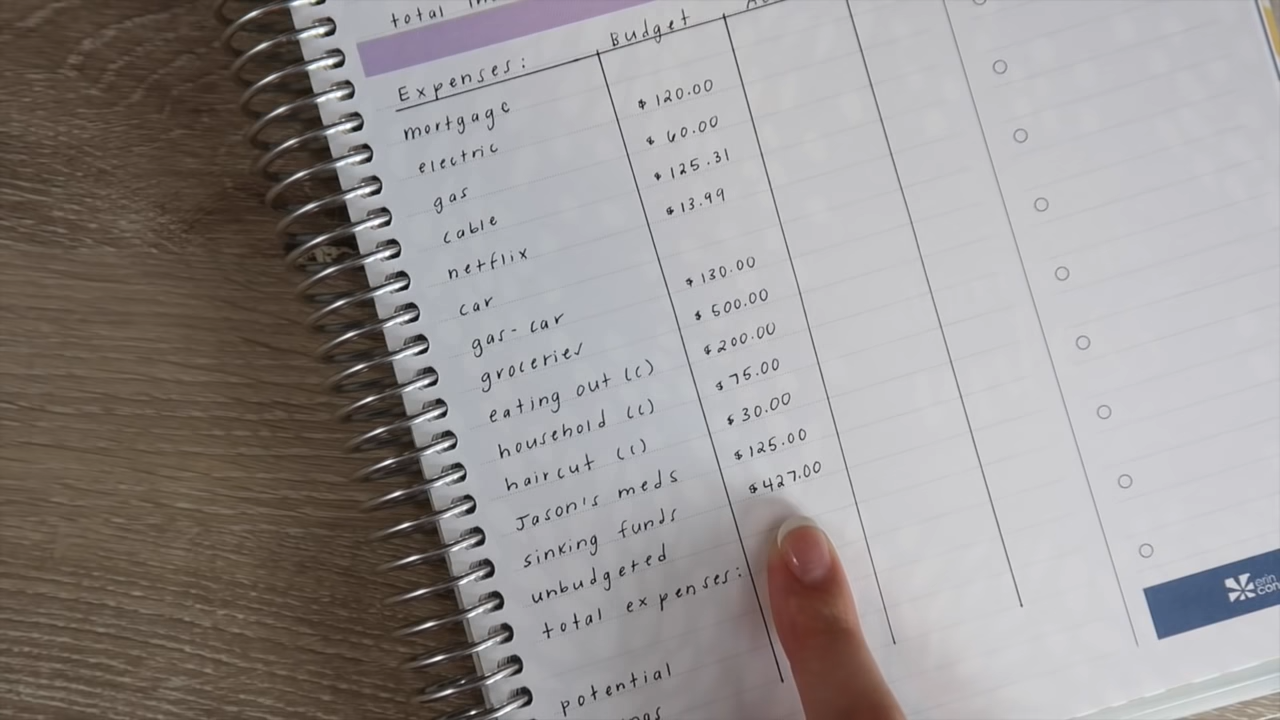 total
Expenses: Budget
mortgage
electric $120.00
gas $60.00
cable $125.31
netflix $13.99
car
gas-car $130.00
groceries $500.00
eating out (c) $200.00
household (c) $75.00
haircut (c) $30.00
Jason's meds $125.00
sinking funds $427.00
unbudgeted
total expenses:
potential
erin